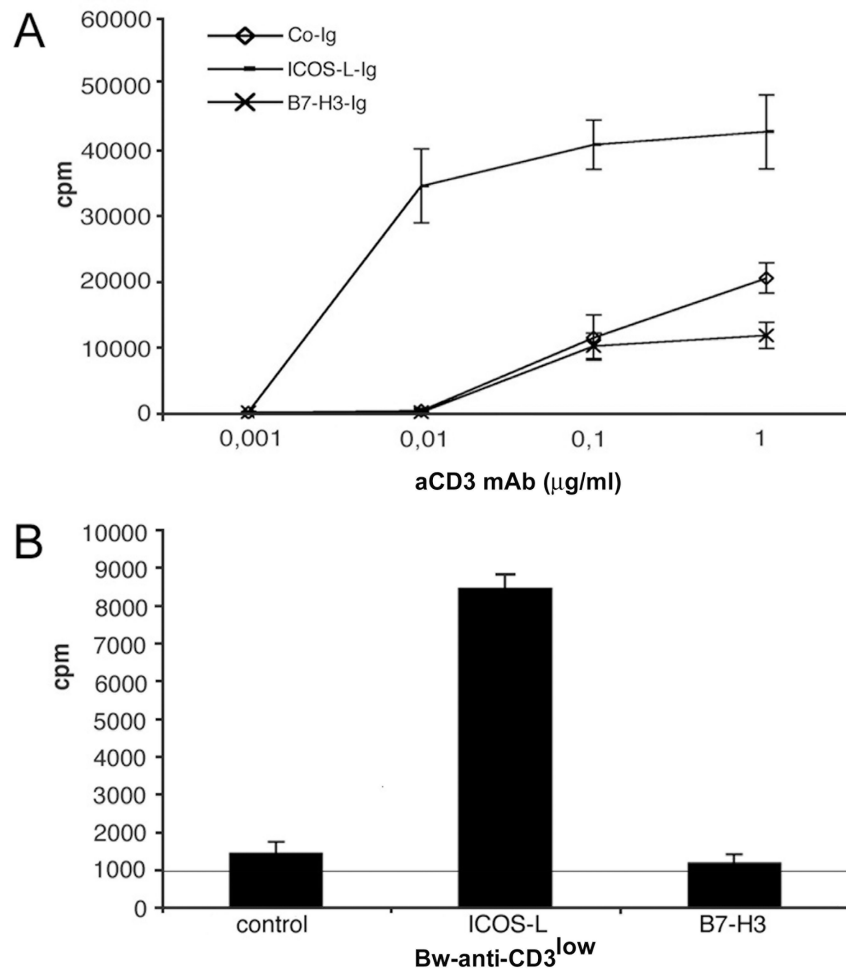 A
60000
50000
40000
30000
20000
10000
0
cpm
Co-Ig
ICOS-L-Ig
B7-H3-Ig
0,001 0,01 0,1 1
aCD3 mAb (μg/ml)
B
10000
9000
8000
7000
6000
5000
4000
3000
2000
1000
0
cpm
control ICOS-L B7-H3
Bw-anti-CD3low